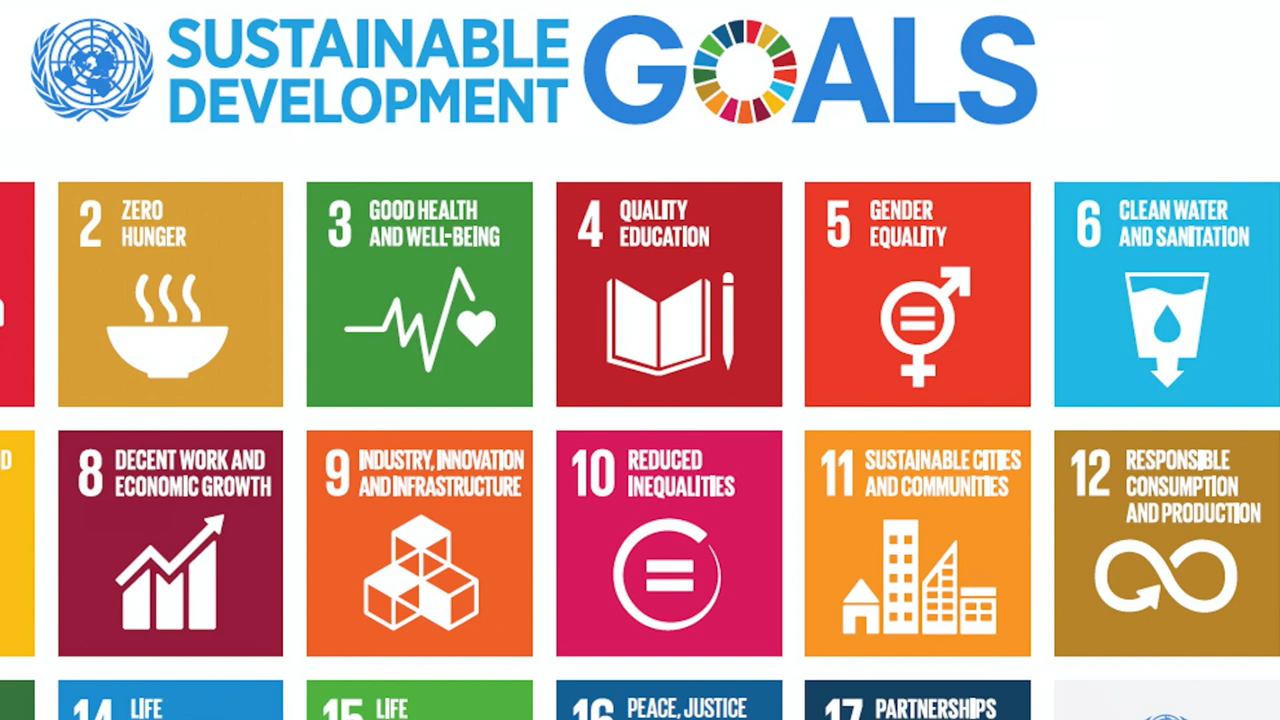 SUSTAINABLE
DEVELOPMENT
GOALS
2 ZERO
HUNGER
3 GOOD HEALTH
AND WELL-BEING
4 QUALITY
EDUCATION
5 GENDER
EQUALITY
6 CLEAN WATER
AND SANITATION
D
8 DECENT WORK AND
ECONOMIC GROWTH
9 INDUSTRY, INNOVATION
AND INFRASTRUCTURE
10 REDUCED
INEQUALITIES
11 SUSTAINABLE CITIES
AND COMMUNITIES
12 RESPONSIBLE
CONSUMPTION
AND PRODUCTION
14 LIFE
15 LIFE
16 PEACE, JUSTICE
17 PARTNERSHIPS